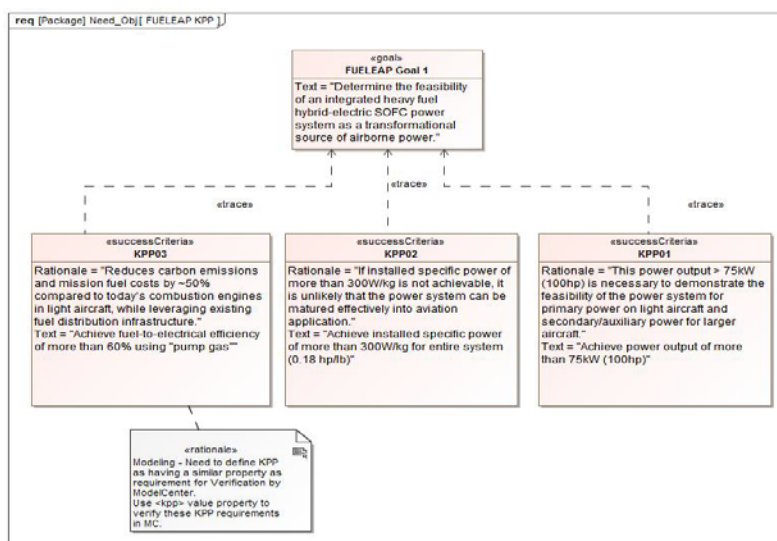 req [Package] Need_Obj[ FUELEAP KPP ]
«goal»
FUELEAP Goal 1
Text = "Determine the feasibility
of an integrated heavy fuel
hybrid-electric SOFC power
system as a transformational
source of airborne power."
«trace»
«trace»
«trace»
«successCriteria»
KPP03
Rationale = "Reduces carbon emissions
and mission fuel costs by ~50%
compared to today's combustion engines
in light aircraft, while leveraging existing
fuel distribution infrastructure."
Text = "Achieve fuel-to-electrical efficiency
of more than 60% using "pump gas""
«successCriteria»
KPP02
Rationale = "If installed specific power of
more than 300W/kg is not achievable, it
is unlikely that the power system can be
matured effectively into aviation
application."
Text = "Achieve installed specific power
of more than 300W/kg for entire system
(0.18 hp/lb)"
«successCriteria»
KPP01
Rationale = "This power output > 75kW
(100hp) is necessary to demonstrate the
feasibility of the power system for
primary power on light aircraft and
secondary/auxiliary power for larger
aircraft."
Text = "Achieve power output of more
than 75kW (100hp)"
«rationale»
Modeling - Need to define KPP
as having a similar property as
requirement for Verification by
ModelCenter.
Use <kpp> value property to
verify these KPP requirements
in MC.